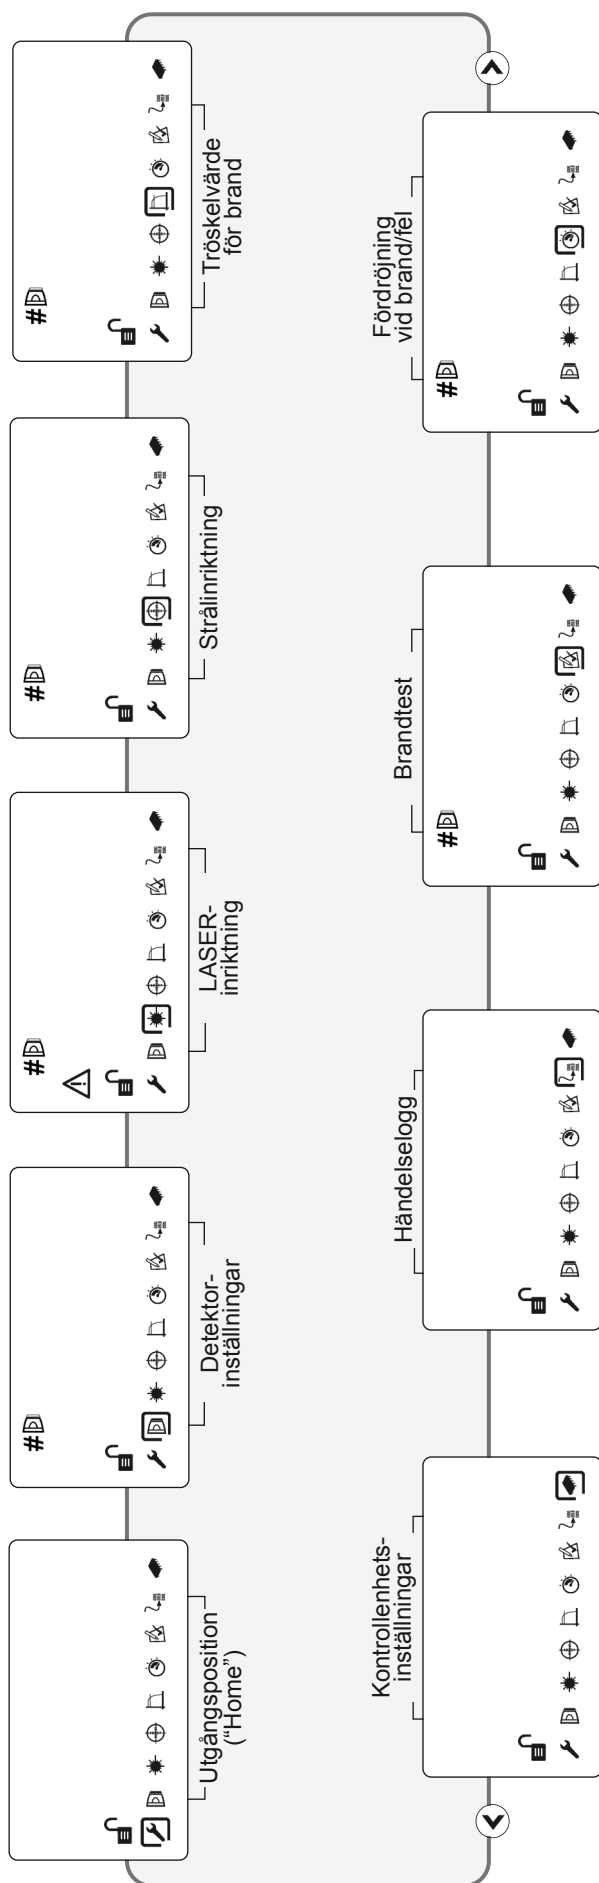 Utgångsposition
(“Home”)
Detektor-
inställningar
#
LASER-
inriktning
#
Strålinriktning
#
Tröskelvärde
för brand
#
Kontrollenhets-
inställningar
Händelselogg
Brandtest
#
Fördröjning
vid brand/fel
#